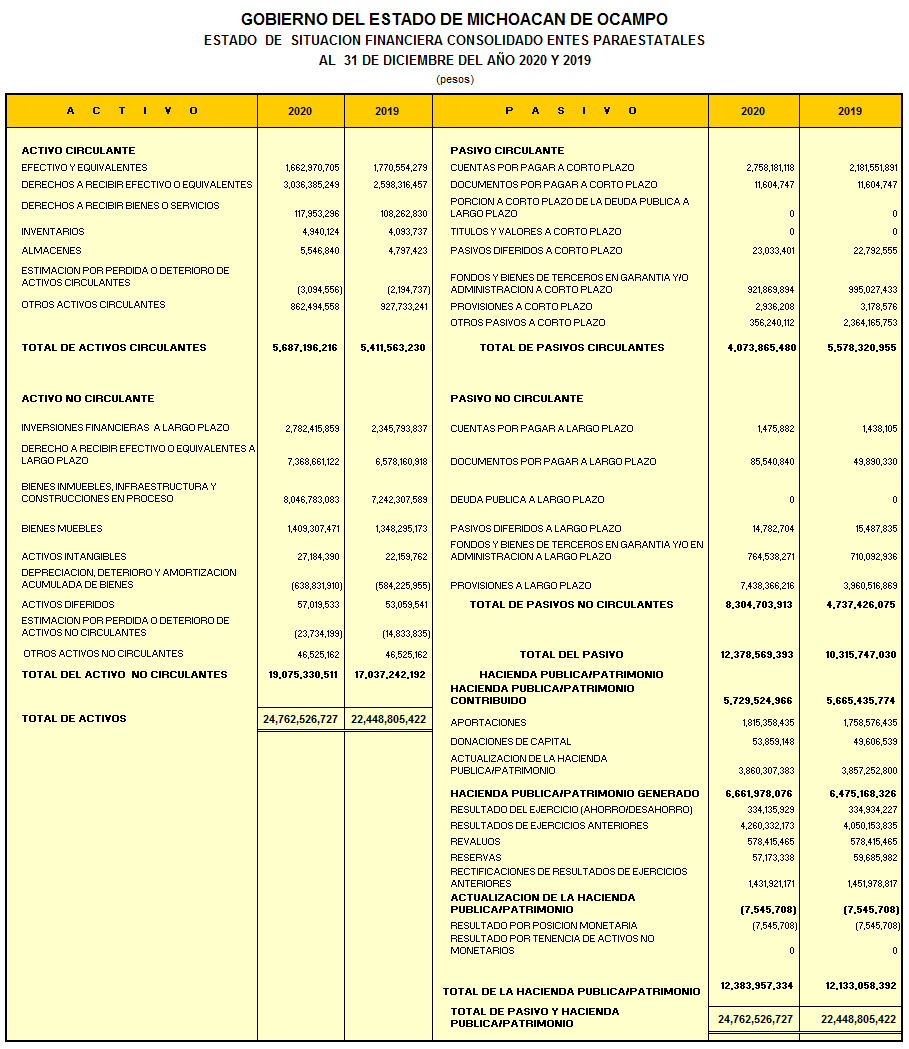 GOBIERNO DEL ESTADO DE MICHOACAN DE OCAMPO
ESTADO DE SITUACION FINANCIERA CONSOLIDADO ENTES PARAESTATALES
AL 31 DE DICIEMBRE DEL AÑO 2020 Y 2019
(pesos)
A C T I V O 2020 2019
ACTIVO CIRCULANTE
EFECTIVO Y EQUIVALENTES 1,662,970,705 1,770,554,279
DERECHOS A RECIBIR EFECTIVO O EQUIVALENTES 3,036,385,249 2,598,316,457
DERECHOS A RECIBIR BIENES O SERVICIOS
117,953,296 108,262,830
INVENTARIOS 4,940,124 4,093,737
ALMACENES 5,546,840 4,797,423
ESTIMACION POR PERDIDA O DETERIORO DE
ACTIVOS CIRCULANTES (3,094,556) (2,194,737)
OTROS ACTIVOS CIRCULANTES 862,494,558 927,733,241
TOTAL DE ACTIVOS CIRCULANTES 5,687,196,216 5,411,563,230
ACTIVO NO CIRCULANTE
INVERSIONES FINANCIERAS A LARGO PLAZO 2,782,415,859 2,345,793,837
DERECHO A RECIBIR EFECTIVO O EQUIVALENTES A
LARGO PLAZO 7,368,661,122 6,578,160,918
BIENES INMUEBLES, INFRAESTRUCTURA Y
CONSTRUCCIONES EN PROCESO 8,046,783,083 7,242,307,589
BIENES MUEBLES 1,409,307,471 1,348,295,173
ACTIVOS INTANGIBLES 27,184,390 22,159,762
DEPRECIACION, DETERIORO Y AMORTIZACION
ACUMULADA DE BIENES (638,831,910) (584,225,955)
ACTIVOS DIFERIDOS 57,019,533 53,059,541
ESTIMACION POR PERDIDA O DETERIORO DE
ACTIVOS NO CIRCULANTES (23,734,199) (14,833,835)
OTROS ACTIVOS NO CIRCULANTES 46,525,162 46,525,162
TOTAL DEL ACTIVO NO CIRCULANTES 19,075,330,511 17,037,242,192
TOTAL DE ACTIVOS 24,762,526,727 22,448,805,422
P A S I V O 2020 2019
PASIVO CIRCULANTE
CUENTAS POR PAGAR A CORTO PLAZO 2,758,181,118 2,181,551,891
DOCUMENTOS POR PAGAR A CORTO PLAZO 11,604,747 11,604,747
PORCION A CORTO PLAZO DE LA DEUDA PUBLICA A
LARGO PLAZO 0 0
TITULOS Y VALORES A CORTO PLAZO 0 0
PASIVOS DIFERIDOS A CORTO PLAZO 23,033,401 22,792,555
FONDOS Y BIENES DE TERCEROS EN GARANTIA Y/O
ADMINISTRACION A CORTO PLAZO 921,869,894 995,027,433
PROVISIONES A CORTO PLAZO 2,936,208 3,178,576
OTROS PASIVOS A CORTO PLAZO 356,240,112 2,364,165,753
TOTAL DE PASIVOS CIRCULANTES 4,073,865,480 5,578,320,955
PASIVO NO CIRCULANTE
CUENTAS POR PAGAR A LARGO PLAZO 1,475,882 1,438,105
DOCUMENTOS POR PAGAR A LARGO PLAZO 85,540,840 49,890,330
DEUDA PUBLICA A LARGO PLAZO 0 0
PASIVOS DIFERIDOS A LARGO PLAZO 14,782,704 15,487,835
FONDOS Y BIENES DE TERCEROS EN GARANTIA Y/O EN
ADMINISTRACION A LARGO PLAZO 764,538,271 710,092,936
PROVISIONES A LARGO PLAZO 7,438,366,216 3,960,516,869
TOTAL DE PASIVOS NO CIRCULANTES 8,304,703,913 4,737,426,075
TOTAL DEL PASIVO 12,378,569,393 10,315,747,030
HACIENDA PUBLICA/PATRIMONIO
HACIENDA PUBLICA/PATRIMONIO
CONTRIBUIDO 5,729,524,966 5,665,435,774
APORTACIONES 1,815,358,435 1,758,576,435
DONACIONES DE CAPITAL 53,859,148 49,606,539
ACTUALIZACION DE LA HACIENDA
PUBLICA/PATRIMONIO 3,860,307,383 3,857,252,800
HACIENDA PUBLICA/PATRIMONIO GENERADO 6,661,978,076 6,475,168,326
RESULTADO DEL EJERCICIO (AHORRO/DESAHORRO) 334,135,929 334,934,227
RESULTADOS DE EJERCICIOS ANTERIORES 4,260,332,173 4,050,153,835
REVALUOS 578,415,465 578,415,465
RESERVAS 57,173,338 59,685,982
RECTIFICACIONES DE RESULTADOS DE EJERCICIOS
ANTERIORES 1,431,921,171 1,451,978,817
ACTUALIZACION DE LA HACIENDA
PUBLICA/PATRIMONIO (7,545,708) (7,545,708)
RESULTADO POR POSICION MONETARIA (7,545,708) (7,545,708)
RESULTADO POR TENENCIA DE ACTIVOS NO
MONETARIOS 0 0
TOTAL DE LA HACIENDA PUBLICA/PATRIMONIO 12,383,957,334 12,133,058,392
TOTAL DE PASIVO Y HACIENDA
PUBLICA/PATRIMONIO 24,762,526,727 22,448,805,422